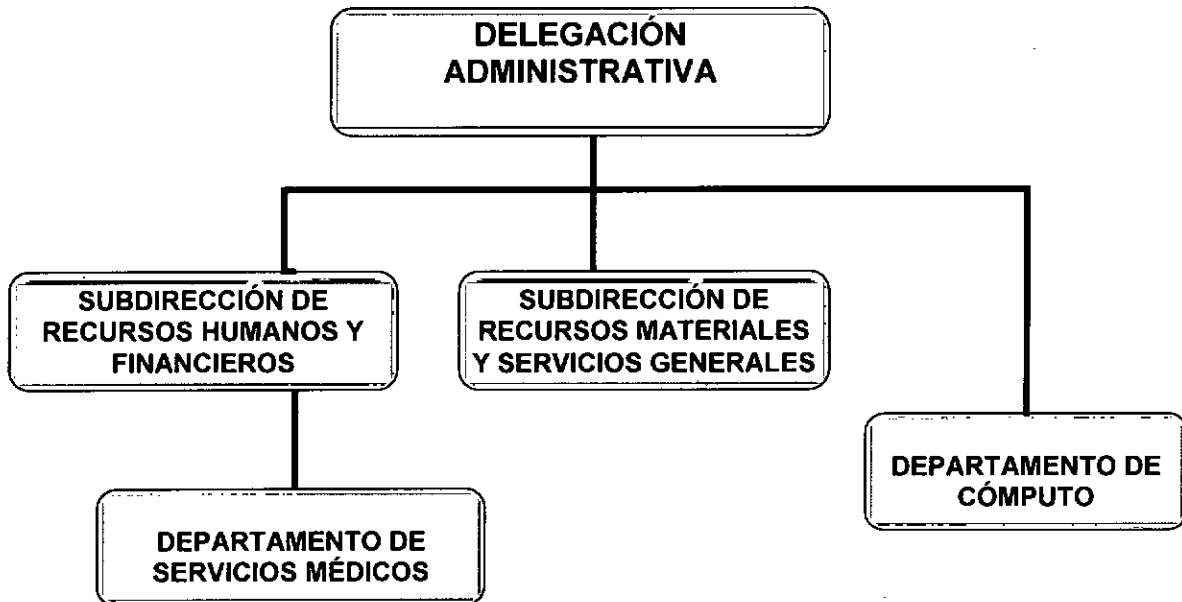 DELEGACIÓN
ADMINISTRATIVA
SUBDIRECCIÓN DE
RECURSOS HUMANOS Y
FINANCIEROS
SUBDIRECCIÓN DE
RECURSOS MATERIALES
Y SERVICIOS GENERALES
DEPARTAMENTO DE
CÓMPUTO
DEPARTAMENTO DE
SERVICIOS MÉDICOS